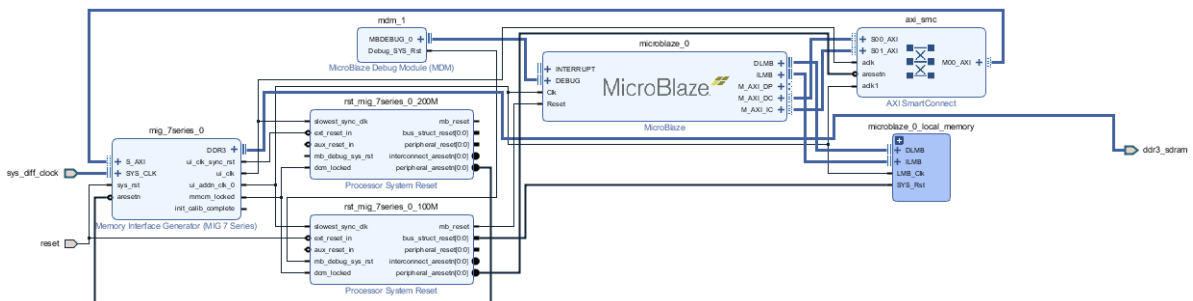 mdm_1
MBDEBUG_0
Debug_SYS_Rst
MicroBlaze Debug Module (MDM)
microblaze_0
INTERRUPT
DEBUG
Clk
Reset
MicroBlaze
DLMB
ILMB
M_AXI_DP
M_AXI_DC
M_AXI_IC
MicroBlaze
axi_smc
S00_AXI
S01_AXI
aclk
aresetn
aclk1
M00_AXI
AXI SmartConnect
rst_mig_7series_0_200M
slowest_sync_clk
ext_reset_in
aux_reset_in
mb_debug_sys_rst
dcm_locked
mb_reset
bus_struct_reset[0:0]
peripheral_reset[0:0]
interconnect_aresetn[0:0]
peripheral_aresetn[0:0]
Processor System Reset
mig_7series_0
S_AXI
SYS_CLK
sys_rst
aresetn
DDR3
ui_clk_sync_rst
ui_clk
ui_addn_clk_0
mmcm_locked
init_calib_complete
Memory Interface Generator (MIG 7 Series)
sys_diff_clock
reset
rst_mig_7series_0_100M
slowest_sync_clk
ext_reset_in
aux_reset_in
mb_debug_sys_rst
dcm_locked
mb_reset
bus_struct_reset[0:0]
peripheral_reset[0:0]
interconnect_aresetn[0:0]
peripheral_aresetn[0:0]
Processor System Reset
microblaze_0_local_memory
DLMB
ILMB
LMB_Clk
SYS_Rst
ddr3_sdram